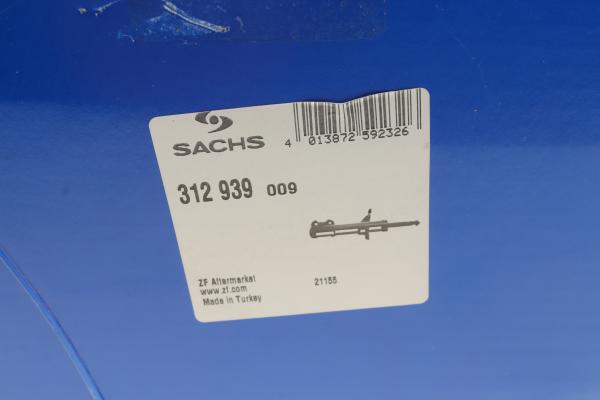 SACHS
4 013872 592326
312 939 009
ZF Aftermarket
www.zf.com
Made in Turkey
21155